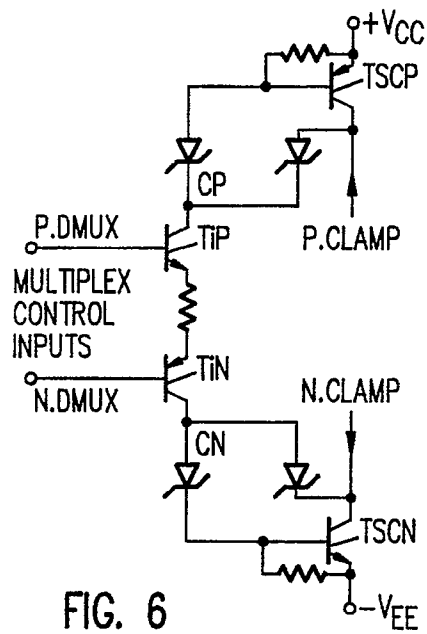 +VCC
TSCP
CP
P.DMUX
TiP
P.CLAMP
MULTIPLEX
CONTROL
INPUTS
TiN
N.DMUX
N.CLAMP
CN
TSCN
-VEE
FIG. 6